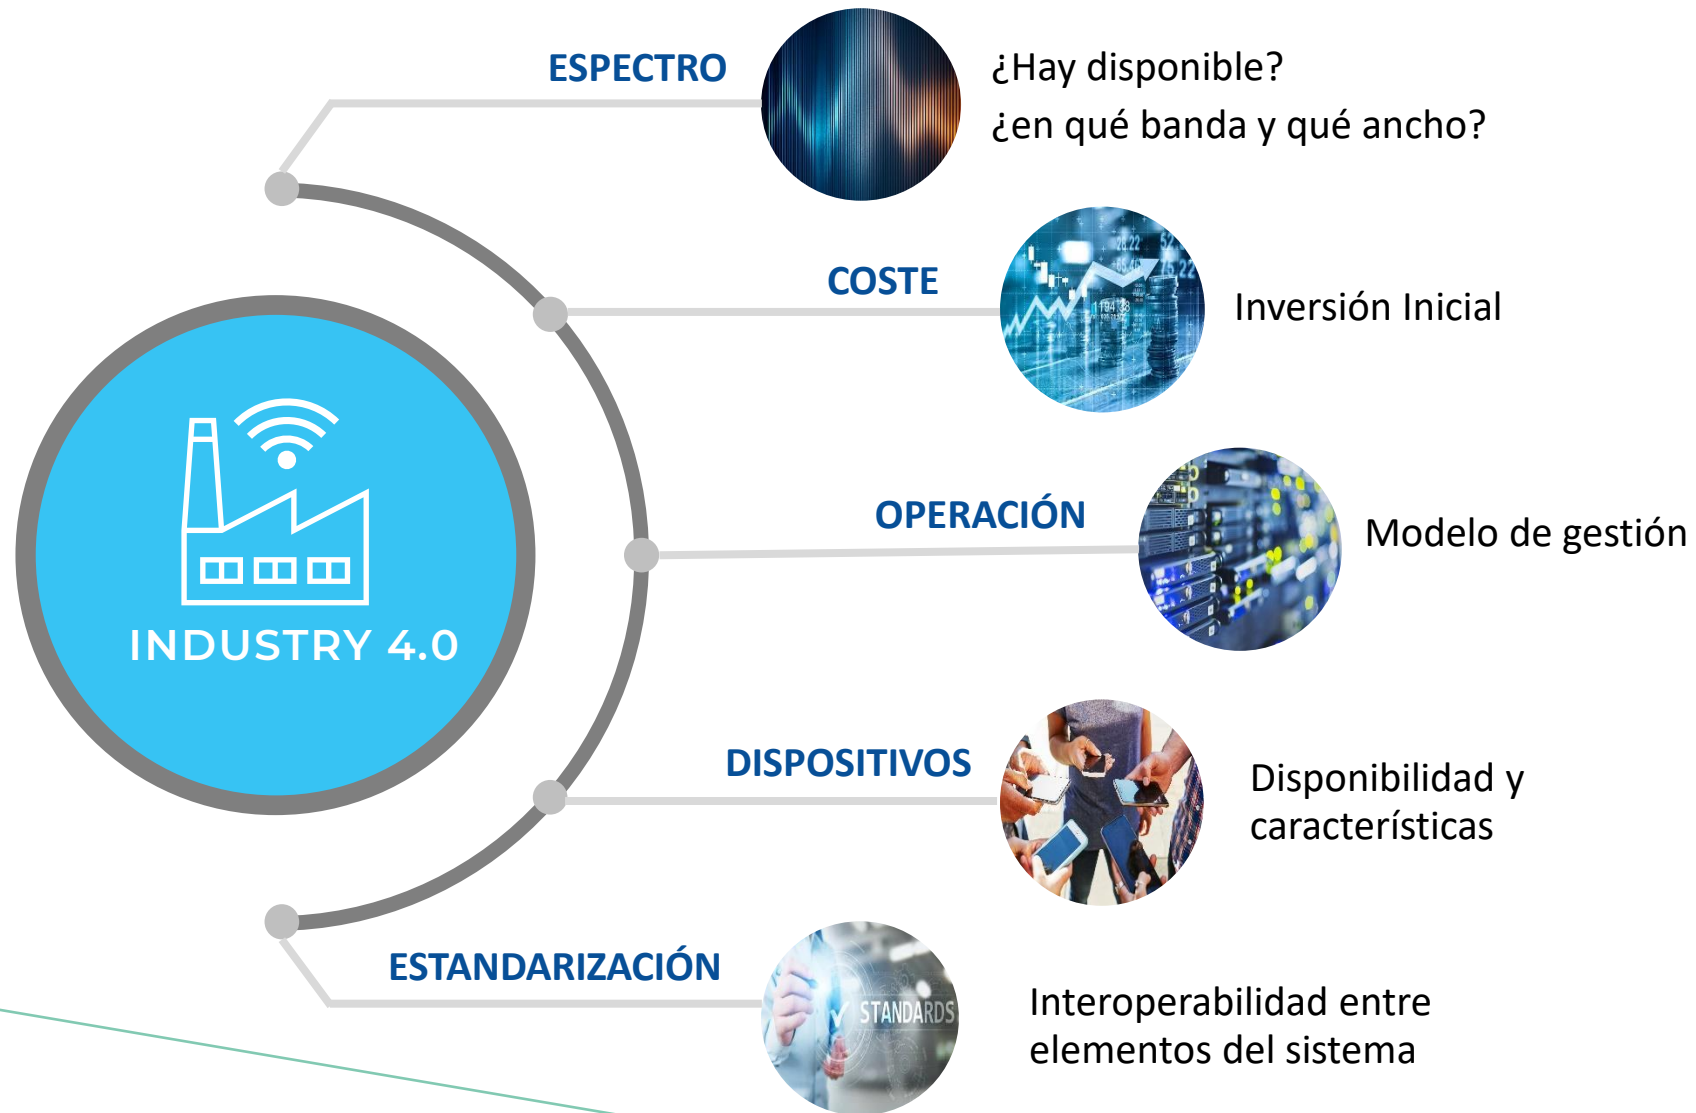 ESPECTRO
¿Hay disponible?
¿en qué banda y qué ancho?
COSTE
Inversión Inicial
OPERACIÓN
Modelo de gestión
INDUSTRY 4.0
DISPOSITIVOS
Disponibilidad y
características
ESTANDARIZACIÓN
STANDARDS
Interoperabilidad entre
elementos del sistema